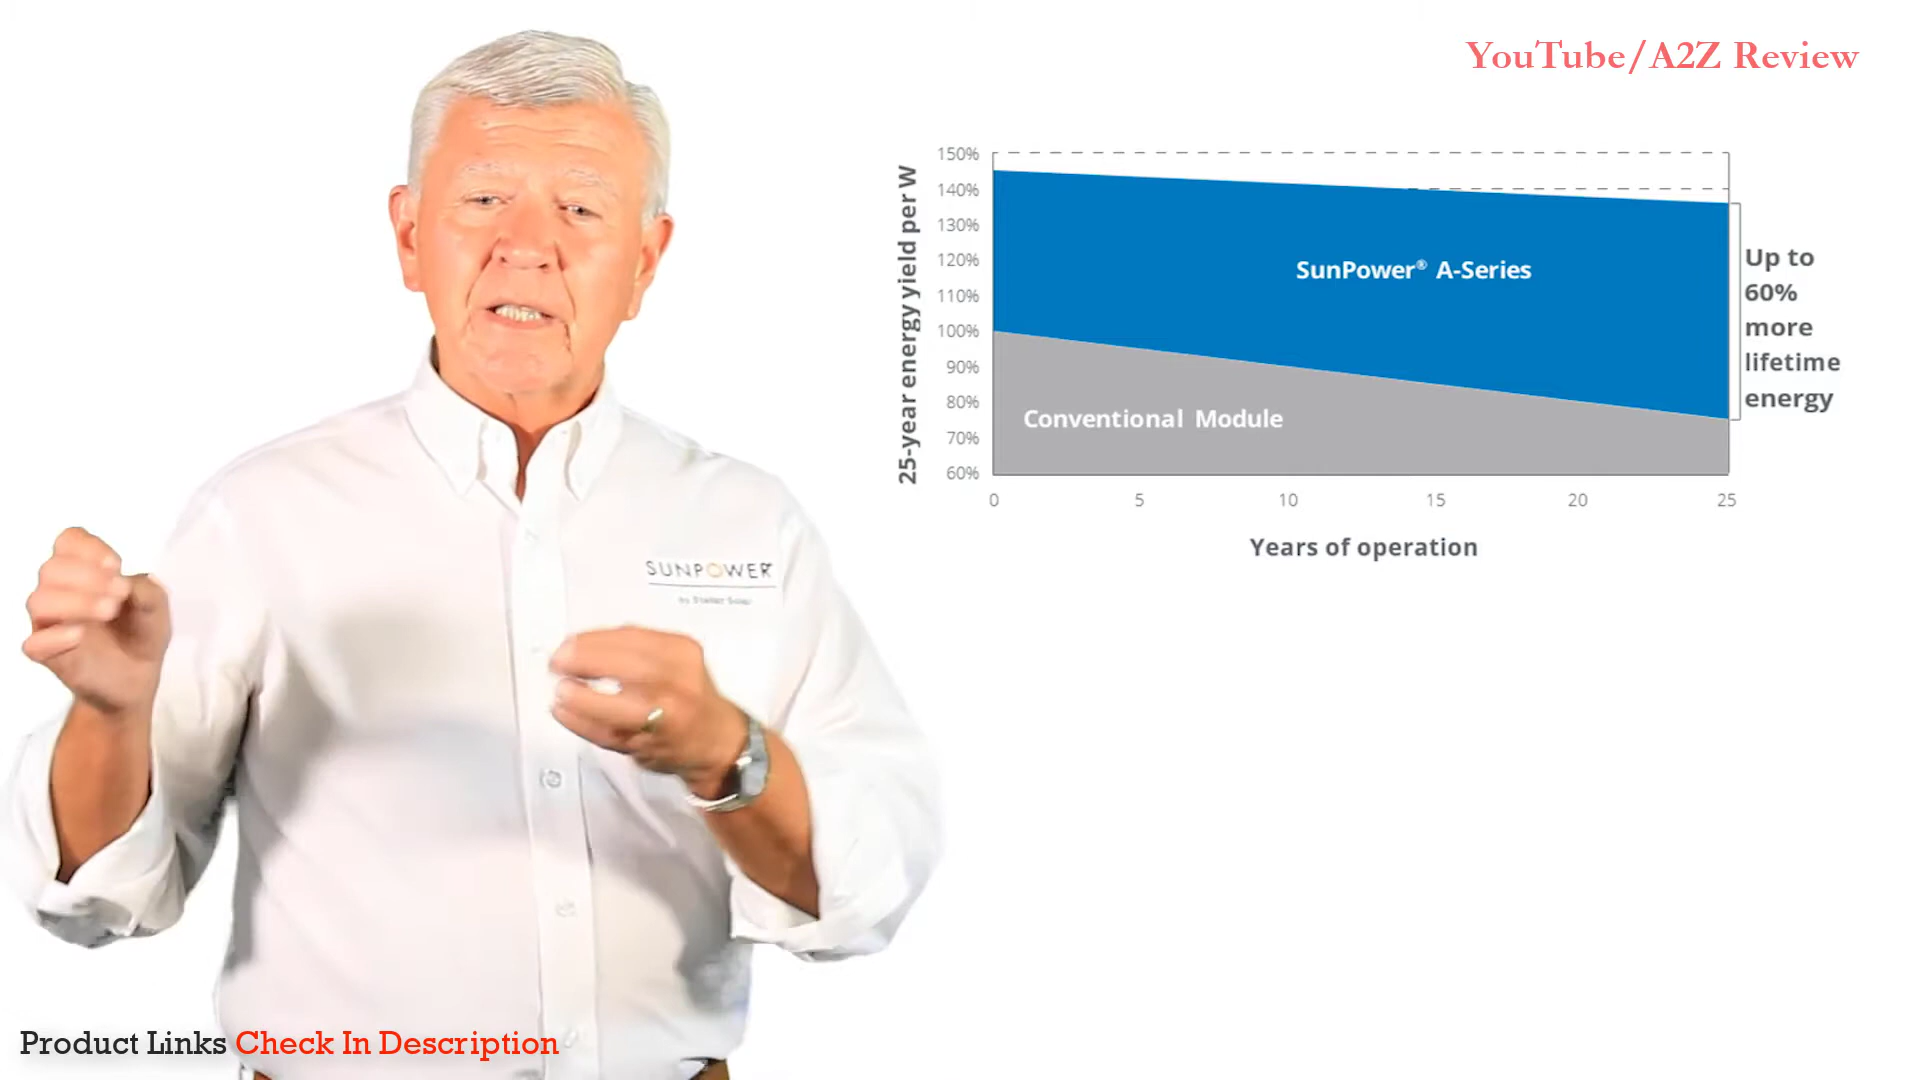 YouTube/A2Z Review
25-year energy yield per W
150%
140%
130%
120%
110%
100%
90%
80%
70%
60%
SunPower® A-Series
Conventional Module
Up to
60%
more
lifetime
energy
0 5 10 15 20 25
Years of operation
SUNPOWER
Product Links Check In Description